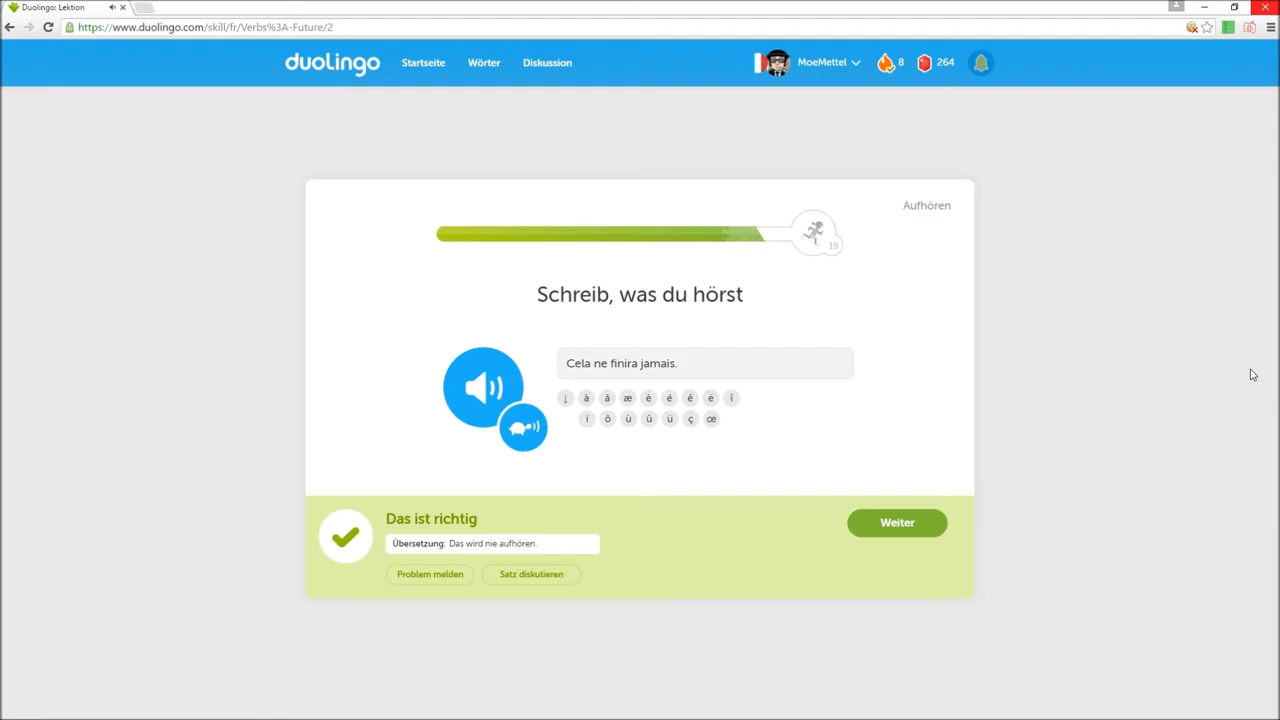 Duolingo: Lektion
https://www.duolingo.com/skill/fr/Verbs%3A-Future/2
duolingo Startseite Wörter Diskussion MoeMettel 8 264
Aufhören
19
Schreib, was du hörst
Cela ne finira jamais.
↓ à â æ è é ê ë î
ï ô ù û ü ç œ
Das ist richtig
Weiter
Übersetzung: Das wird nie aufhören.
Problem melden Satz diskutieren